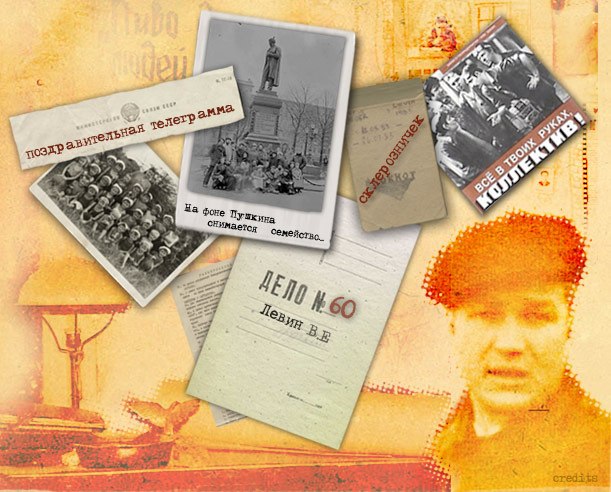 Пиво
людей
МИНИСТЕРСТВО СВЯЗИ СССР
поздравительная телеграмма
На фоне Пушкина
снимается семейство…
склерозничек
ВСЁ В ТВОИХ РУКАХ,
КОЛЛЕКТИВ!
ДЕЛО № 60
Левин В.Е
credits